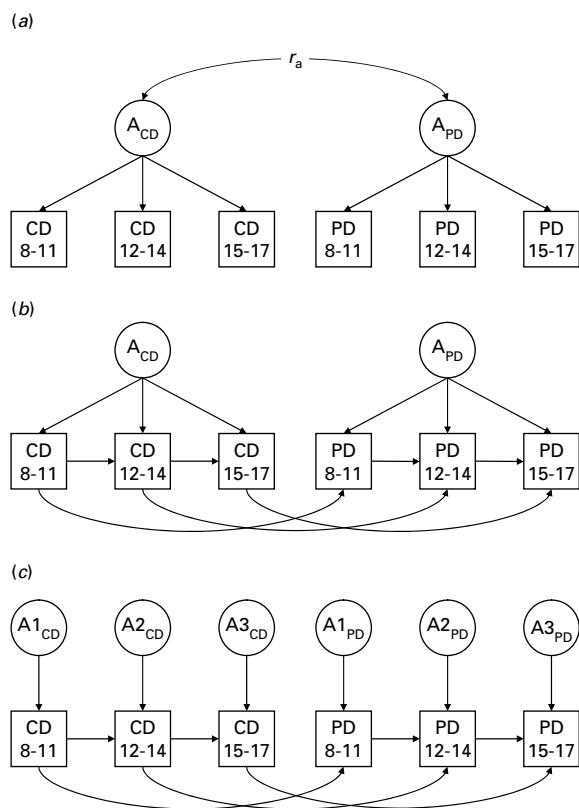 (a)
r_a
A_CD A_PD
CD CD CD PD PD PD
8-11 12-14 15-17 8-11 12-14 15-17
(b)
A_CD A_PD
CD CD CD PD PD PD
8-11 12-14 15-17 8-11 12-14 15-17
(c)
A1_CD A2_CD A3_CD A1_PD A2_PD A3_PD
CD CD CD PD PD PD
8-11 12-14 15-17 8-11 12-14 15-17